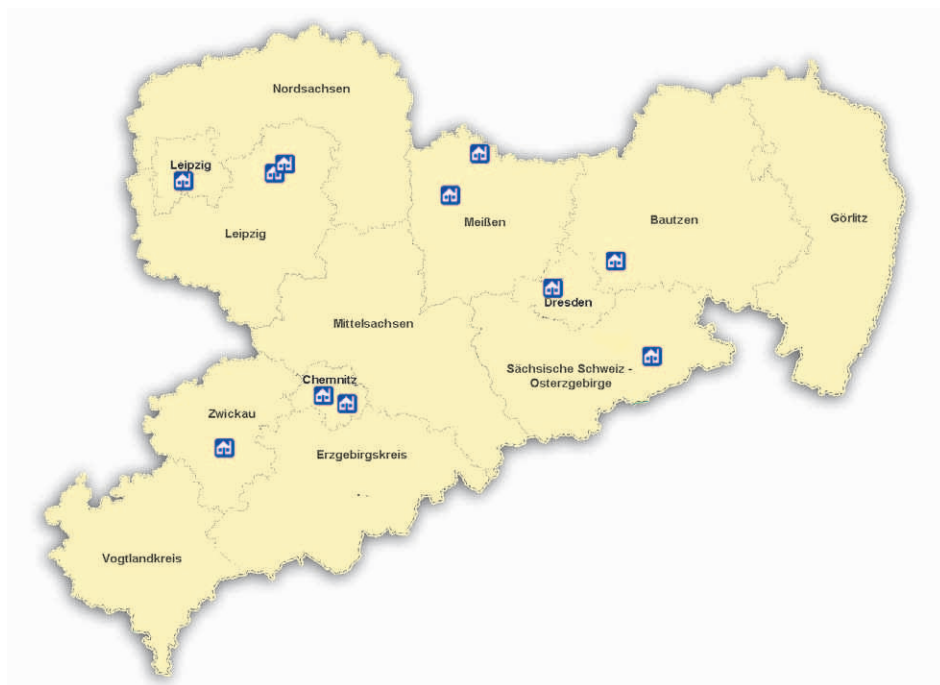 Nordsachsen
Leipzig
Leipzig
Meißen
Bautzen
Görlitz
Dresden
Mittelsachsen
Sächsische Schweiz -
Osterzgebirge
Chemnitz
Zwickau
Erzgebirgskreis
Vogtlandkreis